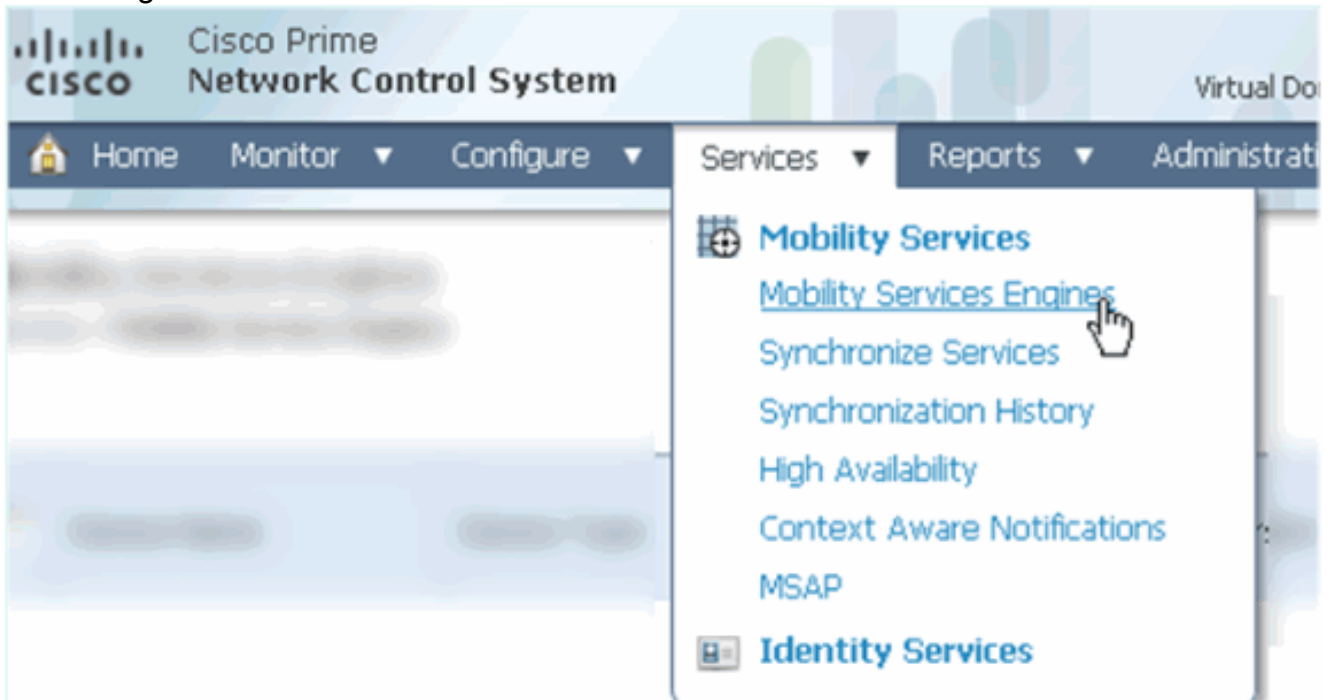 CISCO
Cisco Prime
Network Control System
Virtual Do
Home Monitor Configure Services Reports Administrati
Mobility Services
Mobility Services Engines
Synchronize Services
Synchronization History
High Availability
Context Aware Notifications
MSAP
Identity Services